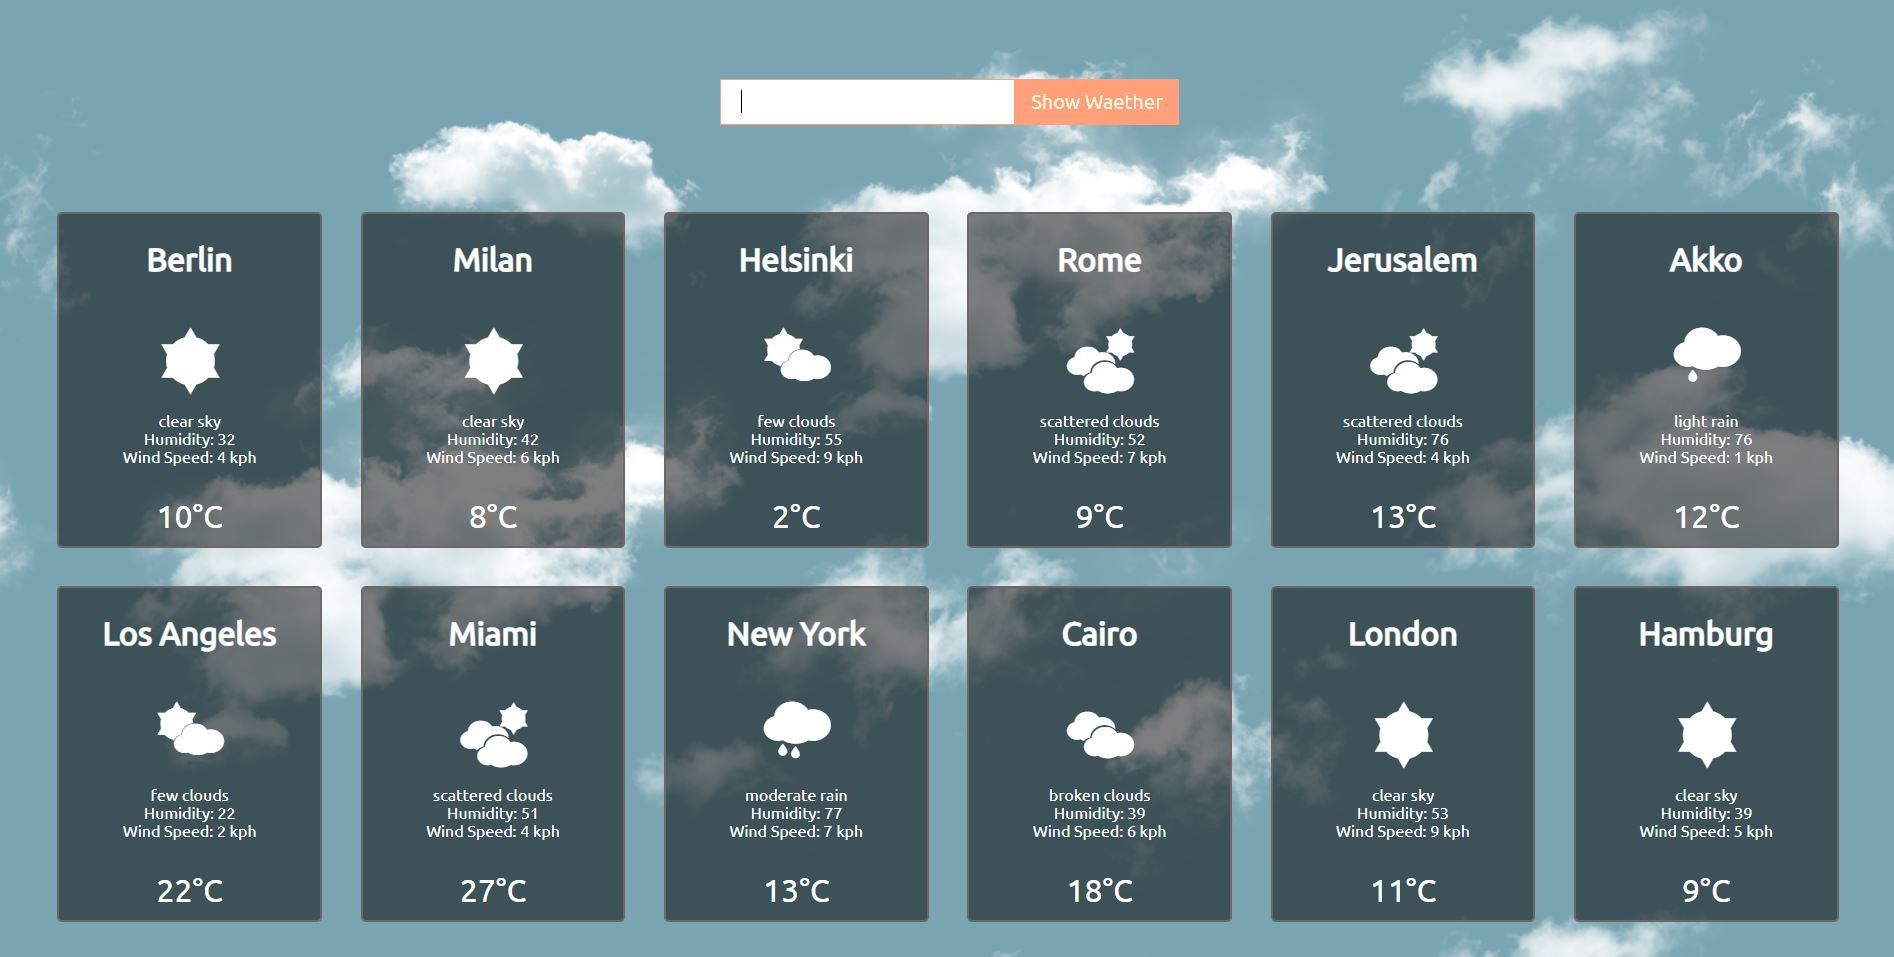 Show Waether
Berlin
clear sky
Humidity: 32
Wind Speed: 4 kph
10°C
Milan
clear sky
Humidity: 42
Wind Speed: 6 kph
8°C
Helsinki
few clouds
Humidity: 55
Wind Speed: 9 kph
2°C
Rome
scattered clouds
Humidity: 52
Wind Speed: 7 kph
9°C
Jerusalem
scattered clouds
Humidity: 76
Wind Speed: 4 kph
13°C
Akko
light rain
Humidity: 76
Wind Speed: 1 kph
12°C
Los Angeles
few clouds
Humidity: 22
Wind Speed: 2 kph
22°C
Miami
scattered clouds
Humidity: 51
Wind Speed: 4 kph
27°C
New York
moderate rain
Humidity: 77
Wind Speed: 7 kph
13°C
Cairo
broken clouds
Humidity: 39
Wind Speed: 6 kph
18°C
London
clear sky
Humidity: 53
Wind Speed: 9 kph
11°C
Hamburg
clear sky
Humidity: 39
Wind Speed: 5 kph
9°C